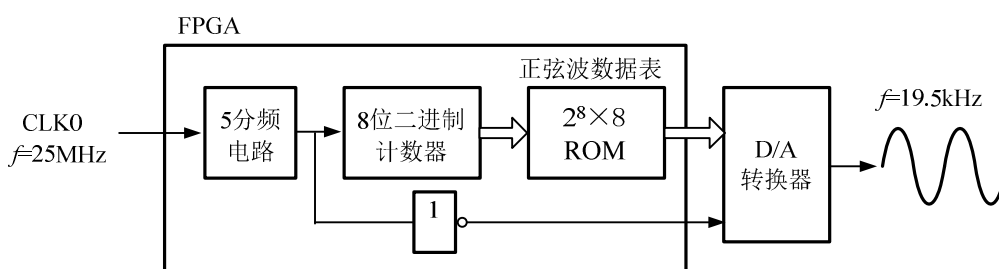 FPGA
CLK0
f=25MHz
5分频
电路
8位二进制
计数器
正弦波数据表
2⁸×8
ROM
1
D/A
转换器
f=19.5kHz